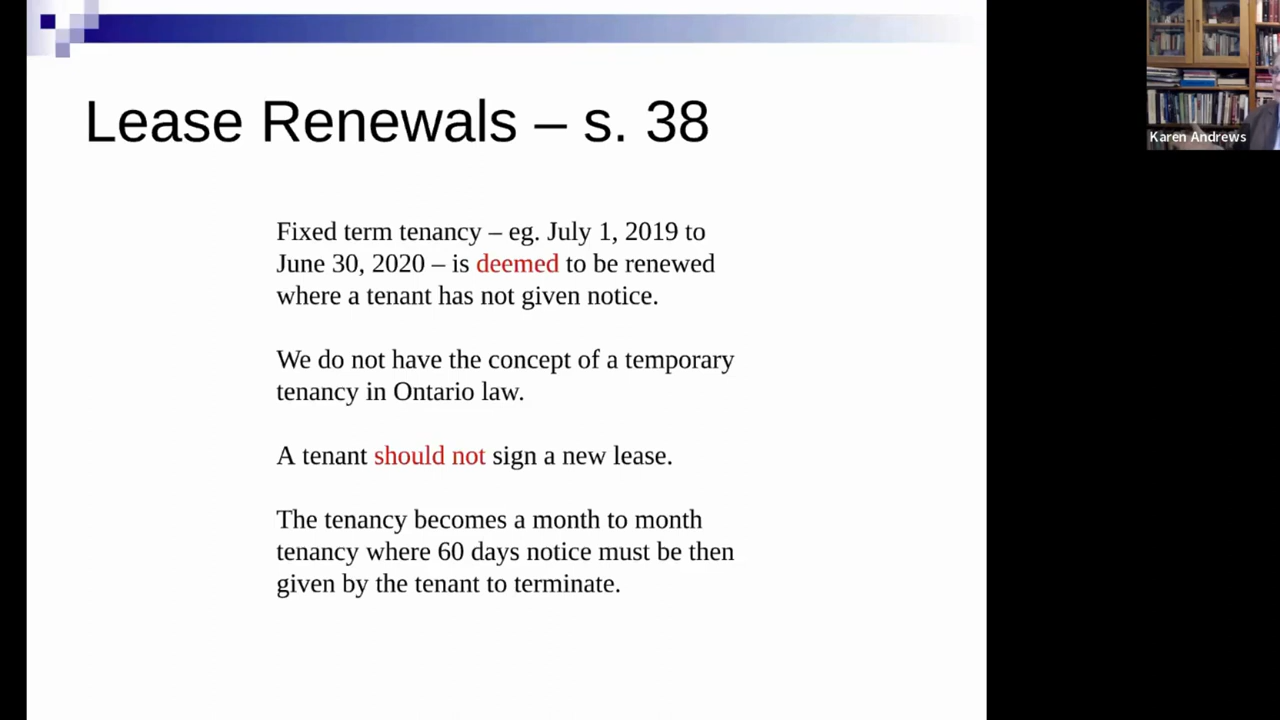 Lease Renewals – s. 38
Fixed term tenancy – eg. July 1, 2019 to
June 30, 2020 – is deemed to be renewed
where a tenant has not given notice.
We do not have the concept of a temporary
tenancy in Ontario law.
A tenant should not sign a new lease.
The tenancy becomes a month to month
tenancy where 60 days notice must be then
given by the tenant to terminate.
Karen Andrews